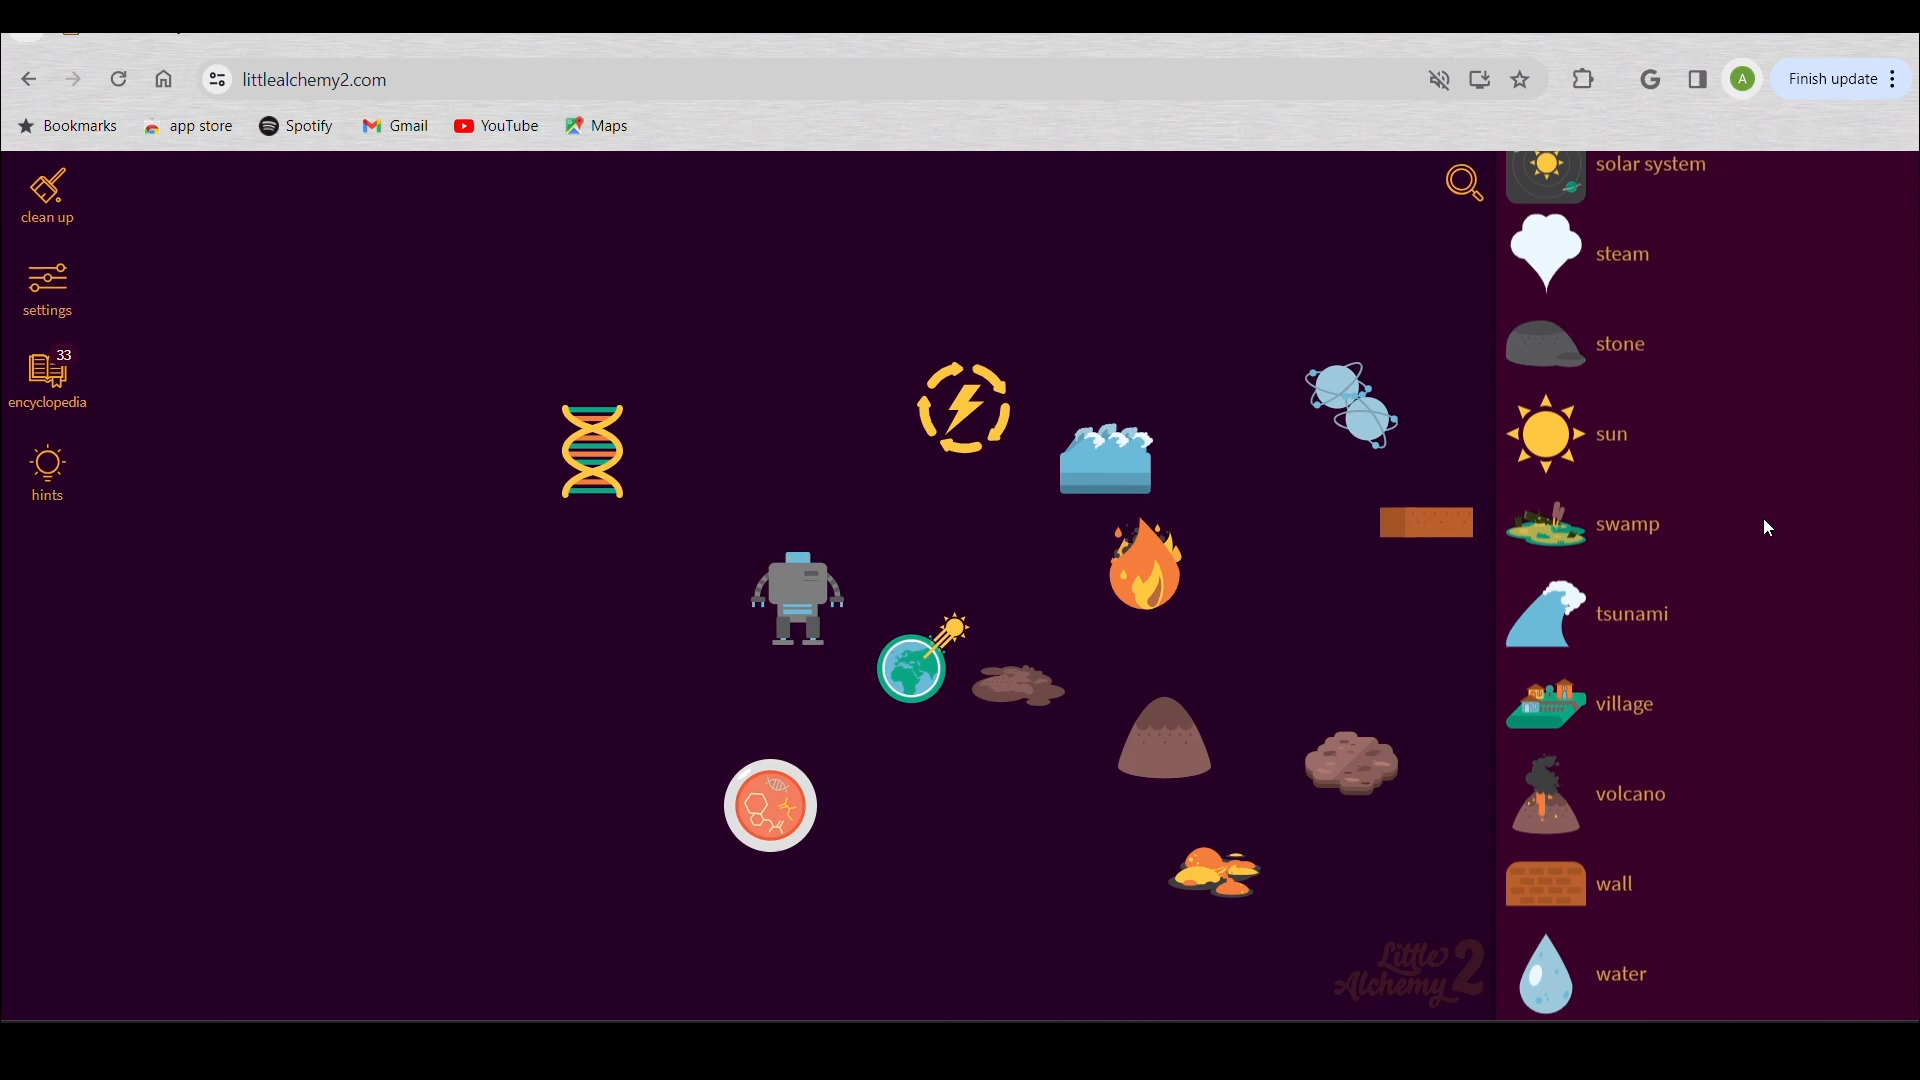 littlealchemy2.com
A
Finish update
Bookmarks
app store
Spotify
Gmail
YouTube
Maps
clean up
settings
33
encyclopedia
hints
solar system
steam
stone
sun
swamp
tsunami
village
volcano
wall
water
Little
Alchemy 2